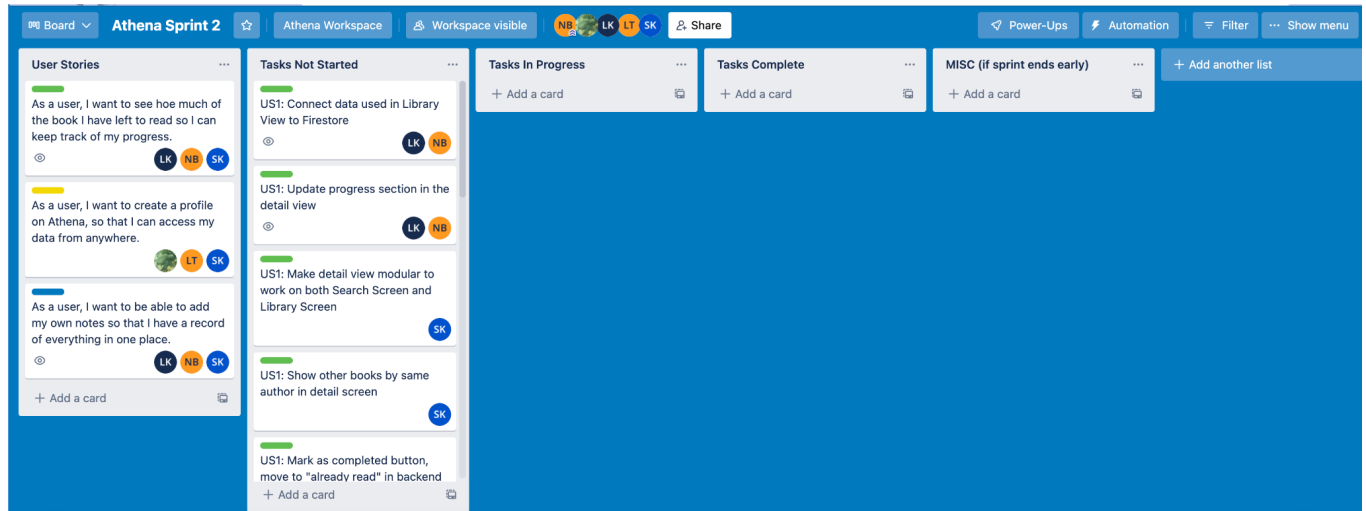 Board
Athena Sprint 2
Athena Workspace
Workspace visible
NB
LK
LT
SK
Share
Power-Ups
Automation
Filter
... Show menu
User Stories
...
As a user, I want to see hoe much of
the book I have left to read so I can
keep track of my progress.
LK NB SK
As a user, I want to create a profile
on Athena, so that I can access my
data from anywhere.
LT SK
As a user, I want to be able to add
my own notes so that I have a record
of everything in one place.
LK NB SK
+ Add a card
Tasks Not Started
...
US1: Connect data used in Library
View to Firestore
LK NB
US1: Update progress section in the
detail view
LK NB
US1: Make detail view modular to
work on both Search Screen and
Library Screen
SK
US1: Show other books by same
author in detail screen
SK
US1: Mark as completed button,
move to "already read" in backend
+ Add a card
Tasks In Progress
...
+ Add a card
Tasks Complete
...
+ Add a card
MISC (if sprint ends early)
...
+ Add a card
+ Add another list